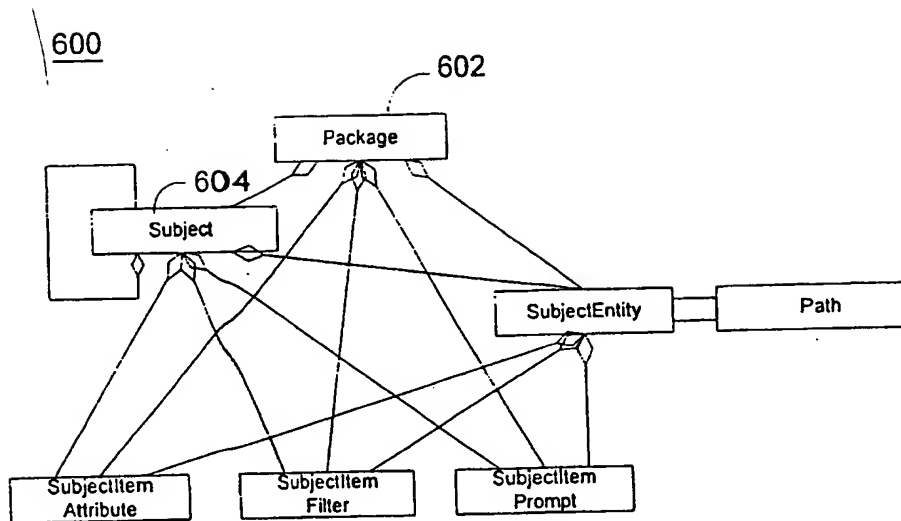 600
602
Package
604
Subject
SubjectEntity
Path
SubjectItem
Attribute
SubjectItem
Filter
SubjectItem
Prompt